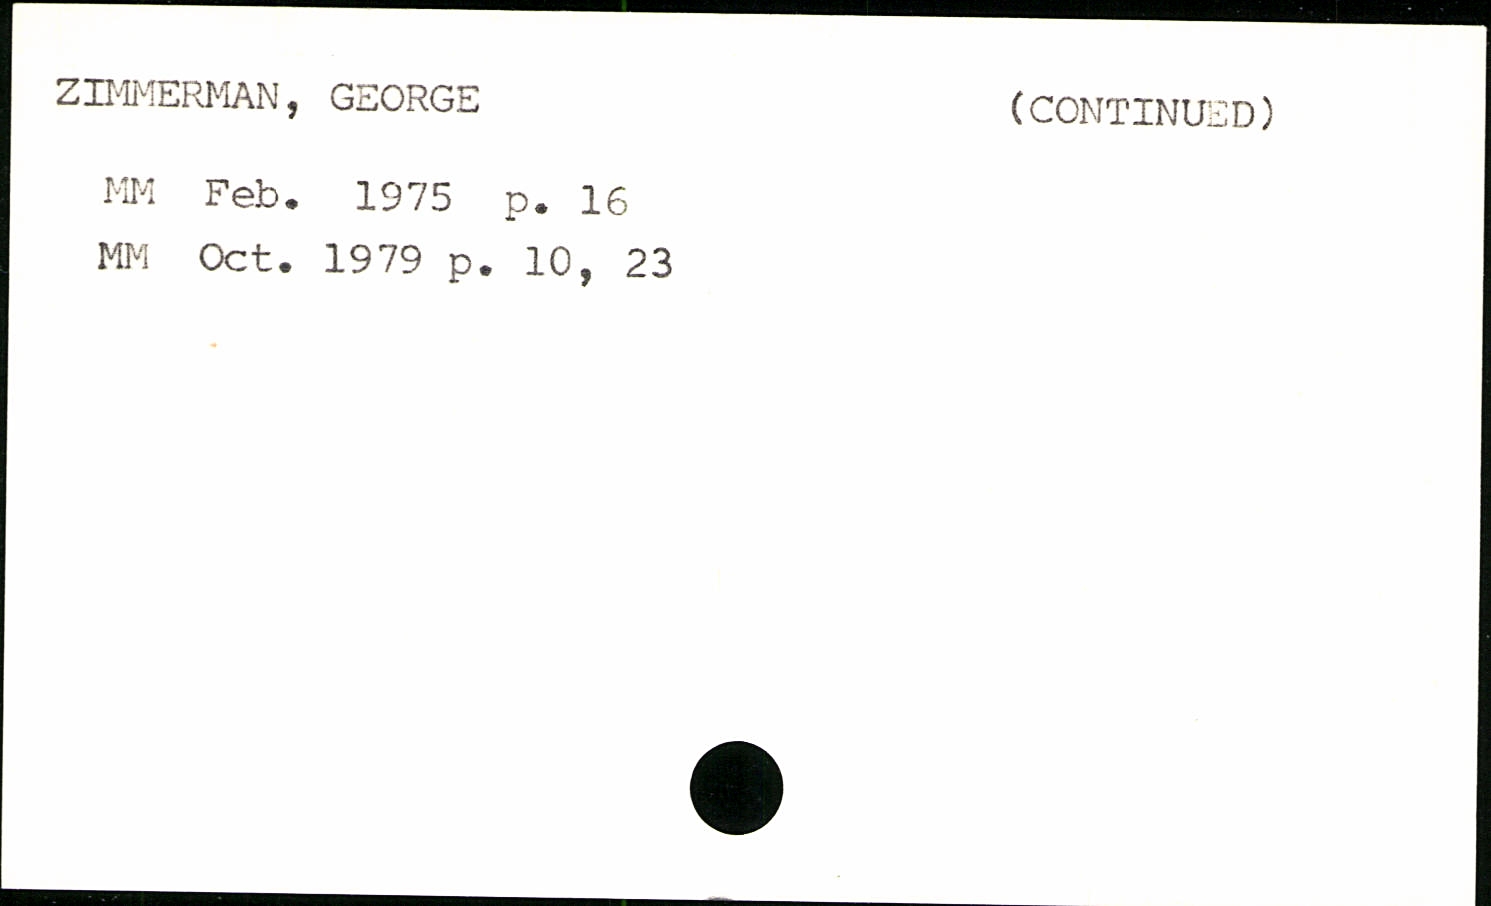 ZIMMERMAN, GEORGE (CONTINUED)
MM Feb. 1975 p. 16
MM Oct. 1979 p. 10, 23